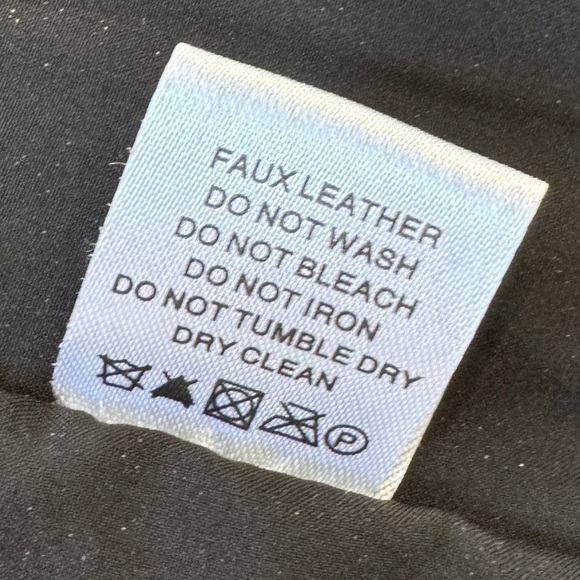 FAUX LEATHER
DO NOT WASH
DO NOT BLEACH
DO NOT IRON
DO NOT TUMBLE DRY
DRY CLEAN
P